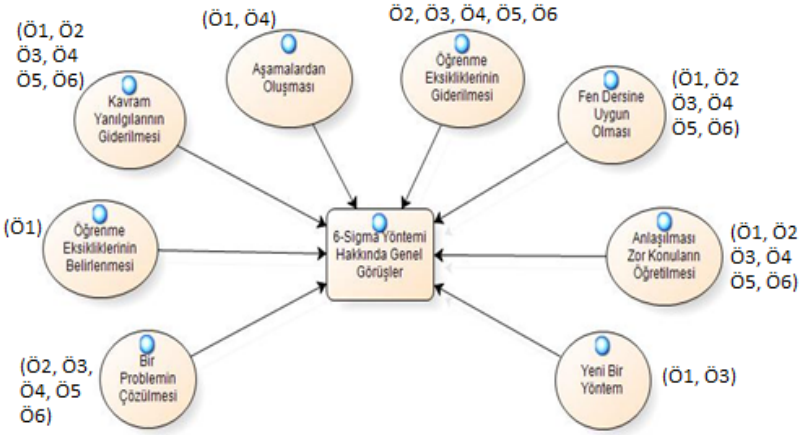 (Ö1, Ö2
Ö3, Ö4
Ö5, Ö6)
Kavram
Yanılgılarının
Giderilmesi
(Ö1, Ö4)
Aşamalardan
Oluşması
Ö2, Ö3, Ö4, Ö5, Ö6
Öğrenme
Eksikliklerinin
Giderilmesi
Fen Dersine
Uygun
Olması
(Ö1, Ö2
Ö3, Ö4
Ö5, Ö6)
(Ö1)
Öğrenme
Eksikliklerinin
Belirlenmesi
6-Sigma Yöntemi
Hakkında Genel
Görüşler
Anlaşılması
Zor Konuların
Öğretilmesi
(Ö1, Ö2
Ö3, Ö4
Ö5, Ö6)
(Ö2, Ö3,
Ö4, Ö5
Ö6)
Bir
Problemin
Çözülmesi
Yeni Bir
Yöntem
(Ö1, Ö3)